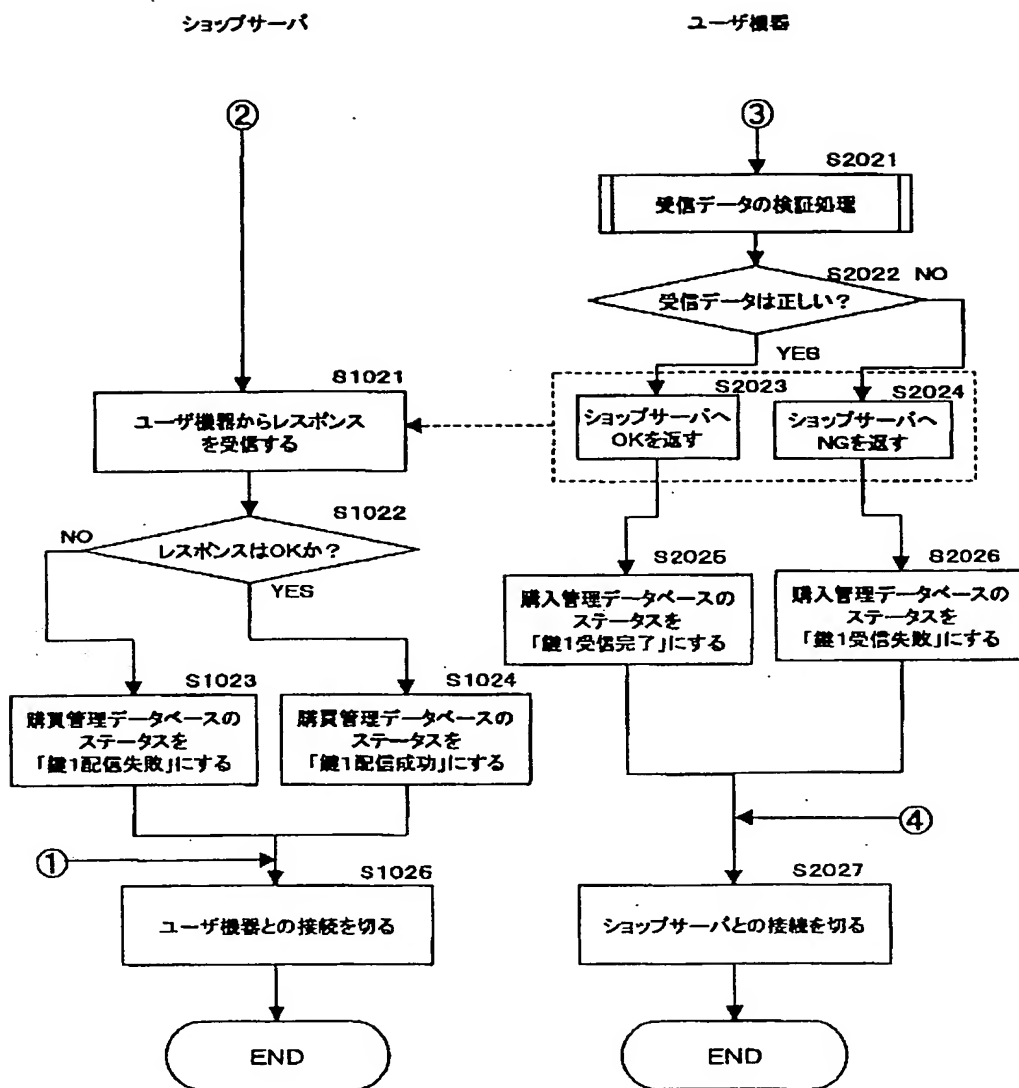 ショップサーバ
ユーザ機器
②
③
S2021
受信データの検証処理
S2022 NO
受信データは正しい?
YES
S1021
ユーザ機器からレスポンス
を受信する
S2023
ショップサーバへ
OKを返す
S2024
ショップサーバへ
NGを返す
S1022
NO
レスポンスはOKか?
YES
S2025
購入管理データベースの
ステータスを
「鍵1受信完了」にする
S2026
購入管理データベースの
ステータスを
「鍵1受信失敗」にする
S1023
購買管理データベースの
ステータスを
「鍵1配信失敗」にする
S1024
購買管理データベースの
ステータスを
「鍵1配信成功」にする
①
④
S1026
ユーザ機器との接続を切る
S2027
ショップサーバとの接続を切る
END
END